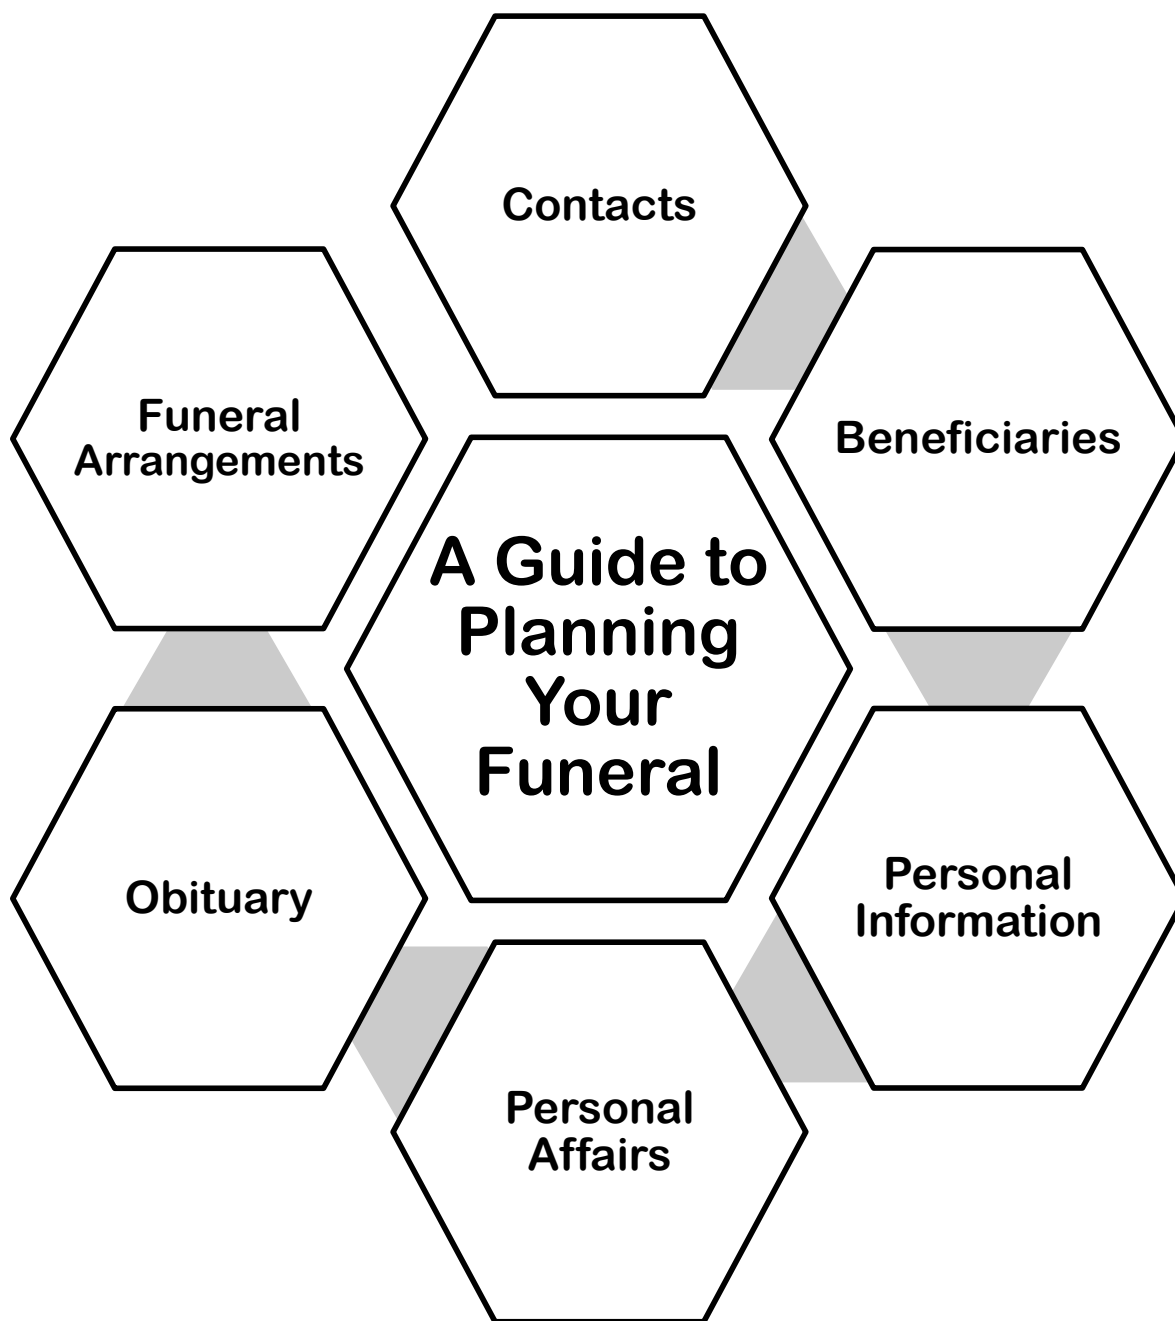 Contacts
Funeral
Arrangements
Beneficiaries
A Guide to
Planning
Your
Funeral
Obituary
Personal
Information
Personal
Affairs